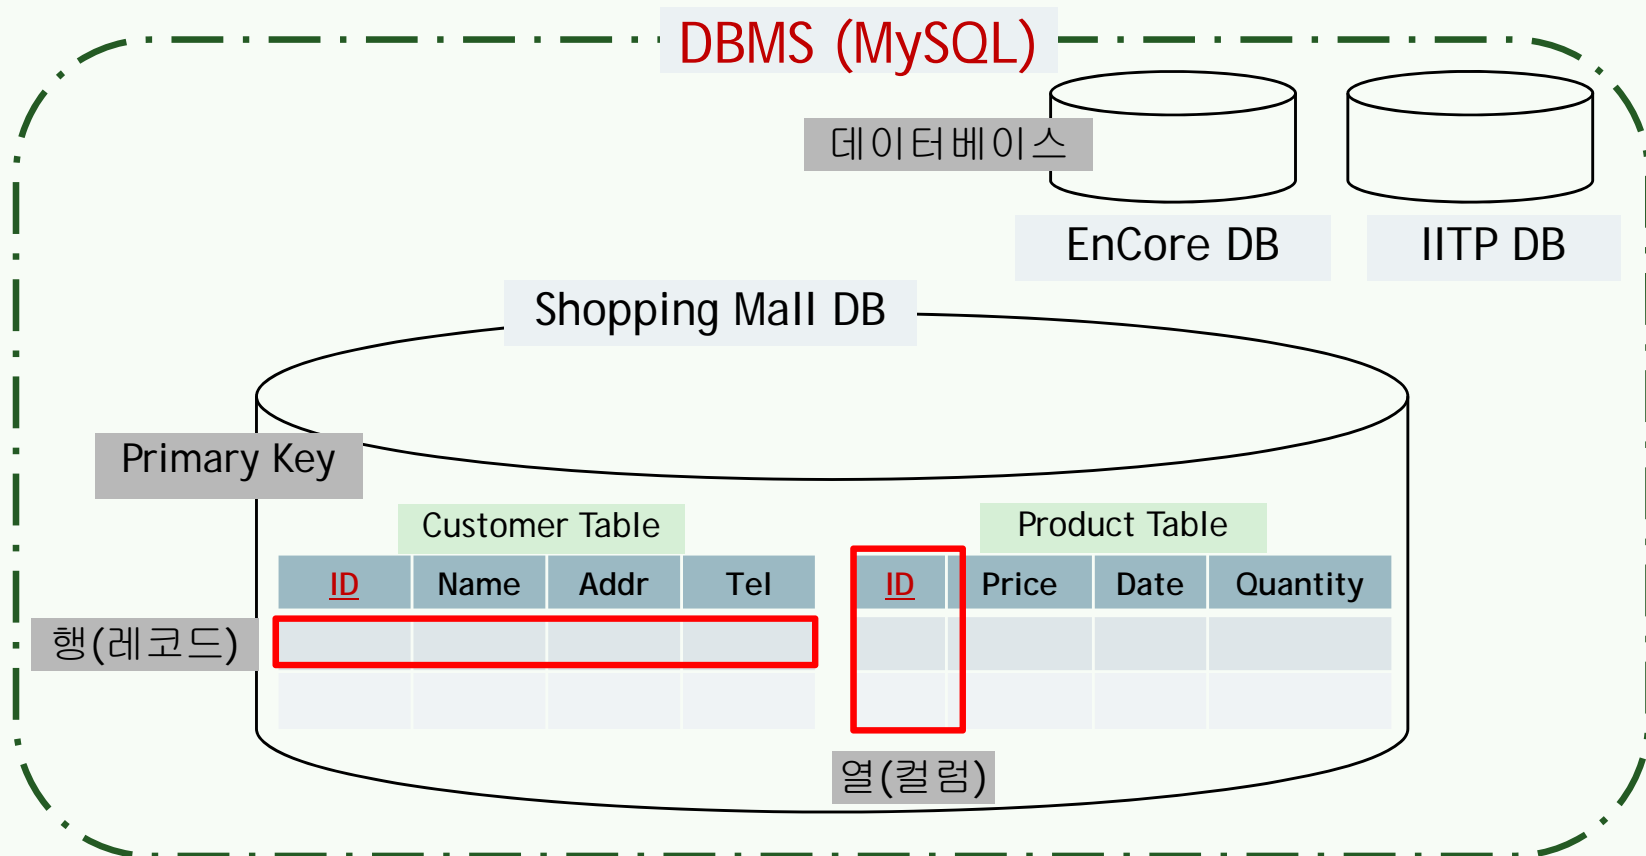 DBMS (MySQL)
데이터베이스
EnCore DB
IITP DB
Shopping Mall DB
Primary Key
Customer Table
Product Table
ID Name Addr Tel
ID Price Date Quantity
행(레코드)
열(컬럼)